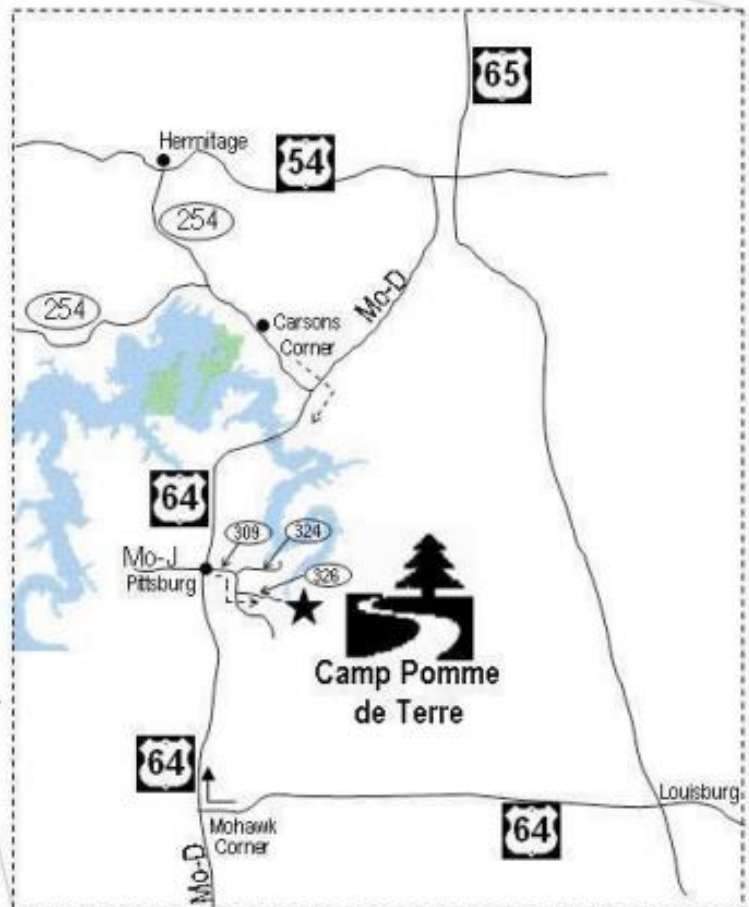 65
Hermitage
54
254
254
Mo-D
Carsons
Corner
64
309
324
Mo-J
Pittsburg
326
Camp Pomme
de Terre
64
Louisburg
Mohawk
Corner
64
Mo-D